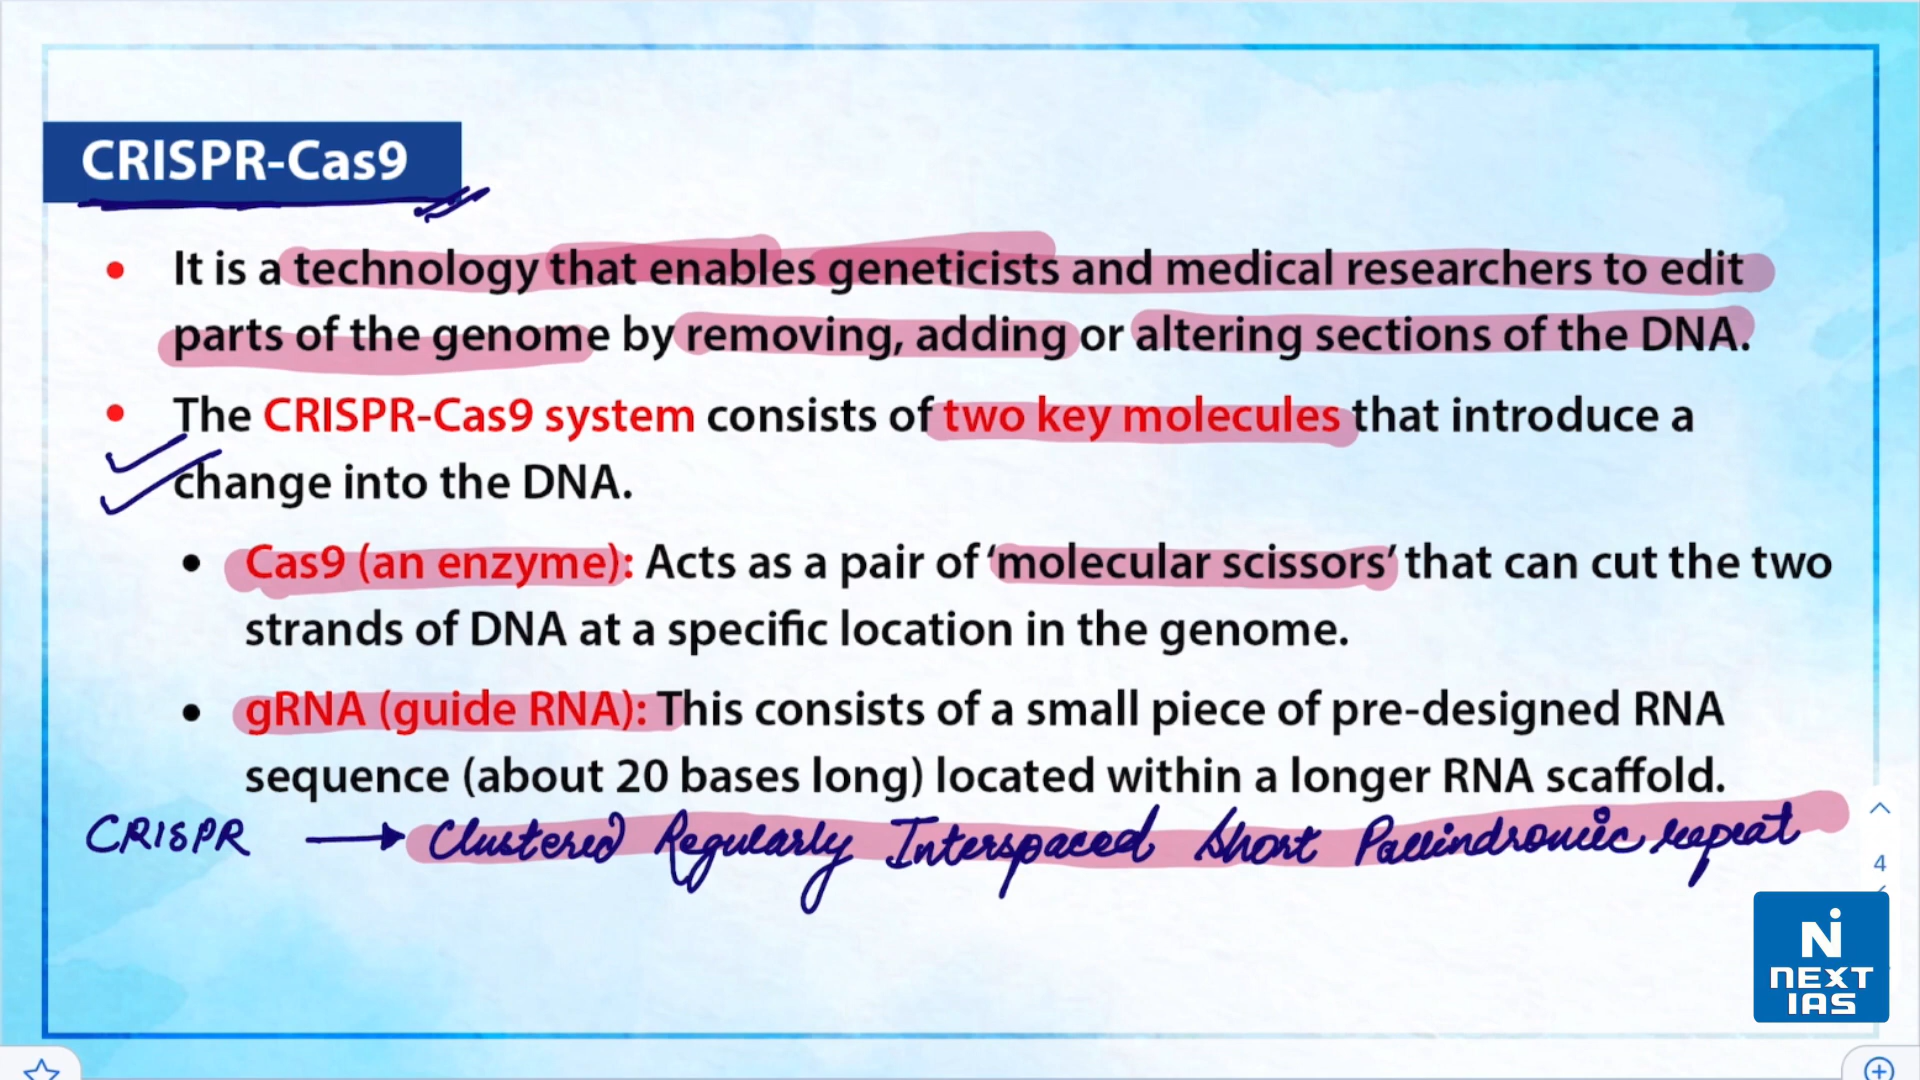 CRISPR-Cas9
• It is a technology that enables geneticists and medical researchers to edit
parts of the genome by removing, adding or altering sections of the DNA.
• The CRISPR-Cas9 system consists of two key molecules that introduce a
change into the DNA.
• Cas9 (an enzyme): Acts as a pair of ‘molecular scissors’ that can cut the two
strands of DNA at a specific location in the genome.
• gRNA (guide RNA): This consists of a small piece of pre-designed RNA
sequence (about 20 bases long) located within a longer RNA scaffold.
CRISPR → Clustered Regularly Interspaced Short Pallindromic repeat
4
NEXT
IAS